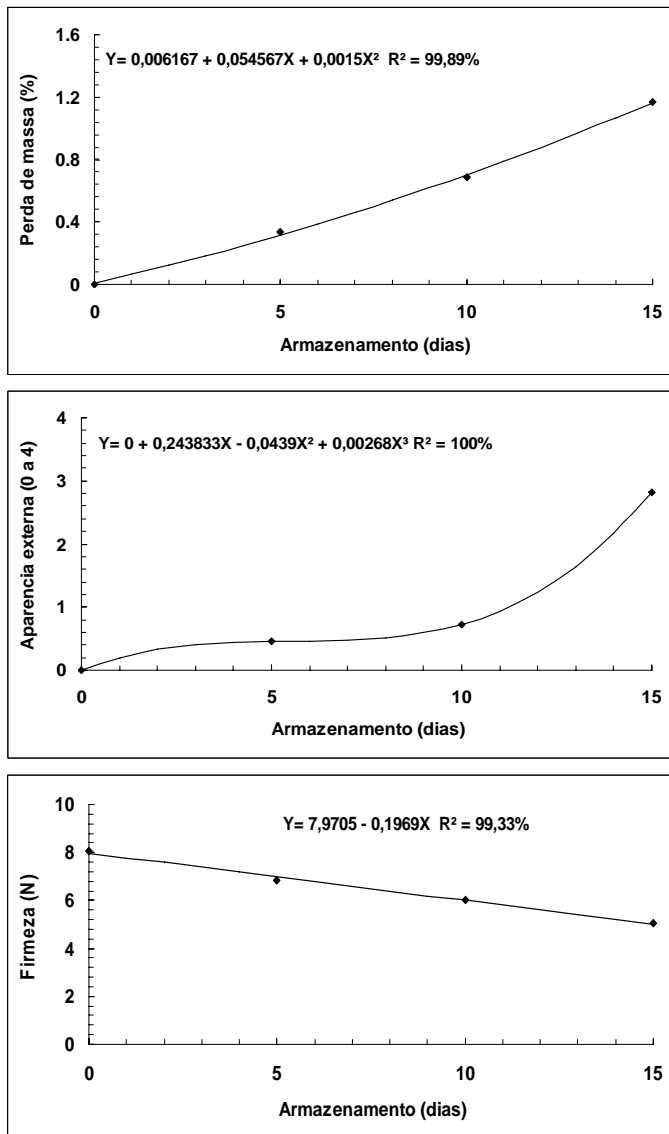 Y= 0,006167 + 0,054567X + 0,0015X² R² = 99,89%
Perda de massa (%)
1.6
1.2
0.8
0.4
0
0 5 10 15
Armazenamento (dias)
Y= 0 + 0,243833X - 0,0439X² + 0,00268X³ R² = 100%
Aparencia externa (0 a 4)
4
3
2
1
0
0 5 10 15
Armazenamento (dias)
Y= 7,9705 - 0,1969X R² = 99,33%
Firmeza (N)
10
8
6
4
2
0
0 5 10 15
Armazenamento (dias)